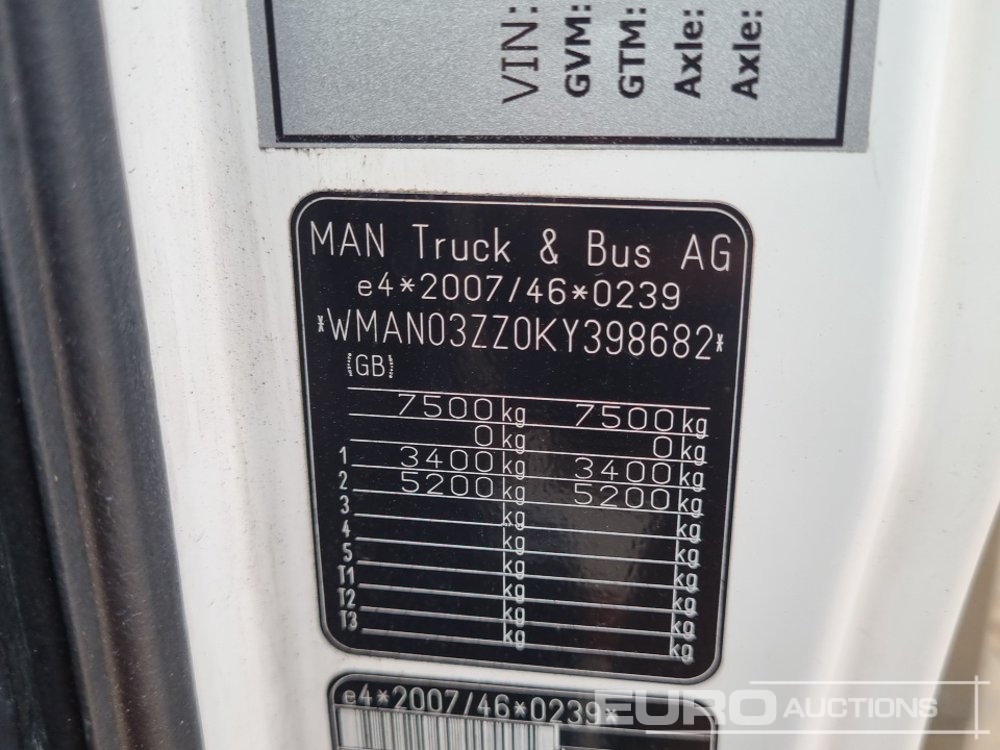 VIN:
GVM:
GTM:
Axle:
Axle:
MAN Truck & Bus AG
e4*2007/46*0239
*WMAN03ZZ0KY398682*
GB
7500kg 7500kg
0kg 0kg
1 3400kg 3400kg
2 5200kg 5200kg
3 kg kg
4 kg kg
5 kg kg
T1 kg kg
T2 kg kg
T3 kg kg
e4*2007/46*0239*
EURO AUCTIONS